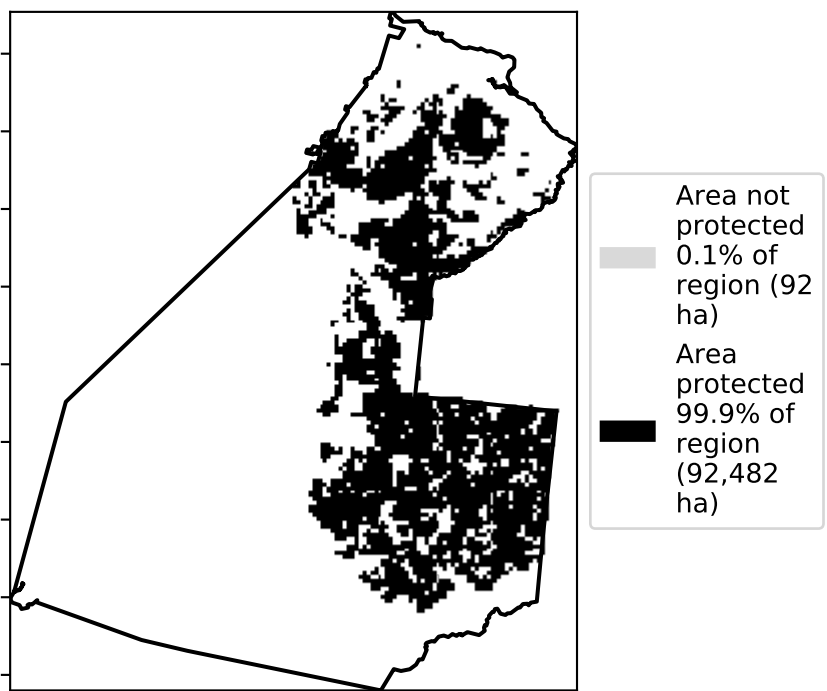 Area not
protected
0.1% of
region (92
ha)
Area
protected
99.9% of
region
(92,482
ha)